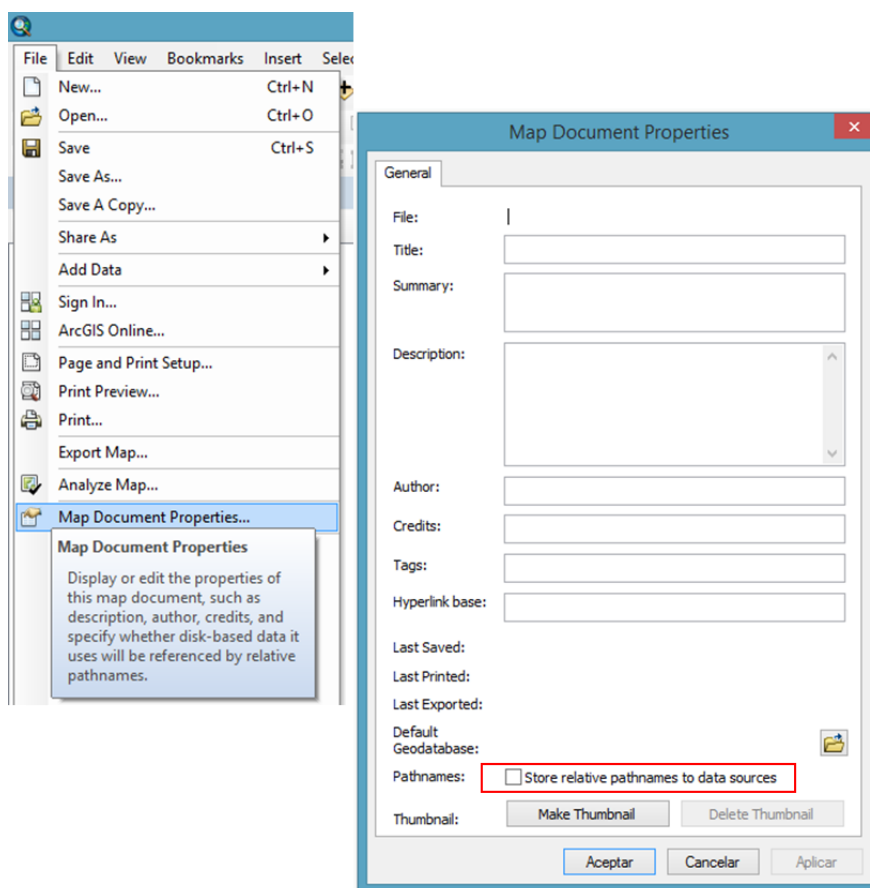 File Edit View Bookmarks Insert Selec
New... Ctrl+N
Open... Ctrl+O
Save Ctrl+S
Save As...
Save A Copy...
Share As
Add Data
Sign In...
ArcGIS Online...
Page and Print Setup...
Print Preview...
Print...
Export Map...
Analyze Map...
Map Document Properties...
Map Document Properties
Display or edit the properties of
this map document, such as
description, author, credits, and
specify whether disk-based data it
uses will be referenced by relative
pathnames.
Map Document Properties
General
File:
Title:
Summary:
Description:
Author:
Credits:
Tags:
Hyperlink base:
Last Saved:
Last Printed:
Last Exported:
Default
Geodatabase:
Pathnames: Store relative pathnames to data sources
Thumbnail: Make Thumbnail Delete Thumbnail
Aceptar Cancelar Aplicar